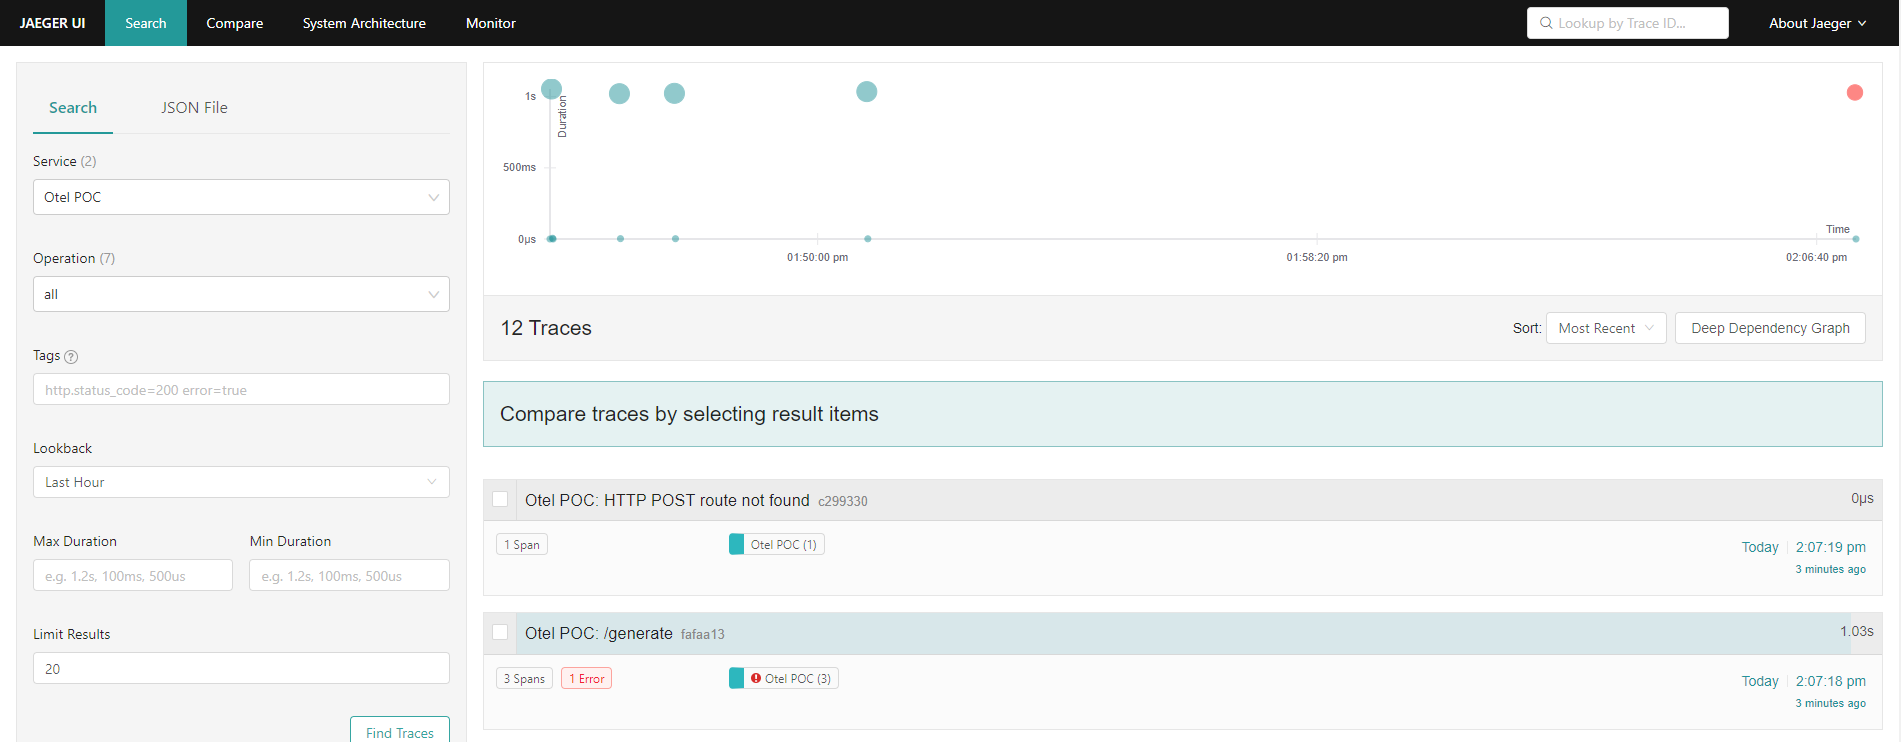 JAEGER UI Search Compare System Architecture Monitor Lookup by Trace ID... About Jaeger
Search JSON File
Service (2)
Otel POC
Operation (7)
all
Tags ?
http.status_code=200 error=true
Lookback
Last Hour
Max Duration Min Duration
e.g. 1.2s, 100ms, 500us e.g. 1.2s, 100ms, 500us
Limit Results
20
Find Traces
1s
Duration
500ms
0μs
Time
01:50:00 pm 01:58:20 pm 02:06:40 pm
12 Traces Sort: Most Recent Deep Dependency Graph
Compare traces by selecting result items
Otel POC: HTTP POST route not found c299330 0μs
1 Span Otel POC (1) Today 2:07:19 pm
3 minutes ago
Otel POC: /generate fafaa13 1.03s
3 Spans 1 Error Otel POC (3) Today 2:07:18 pm
3 minutes ago